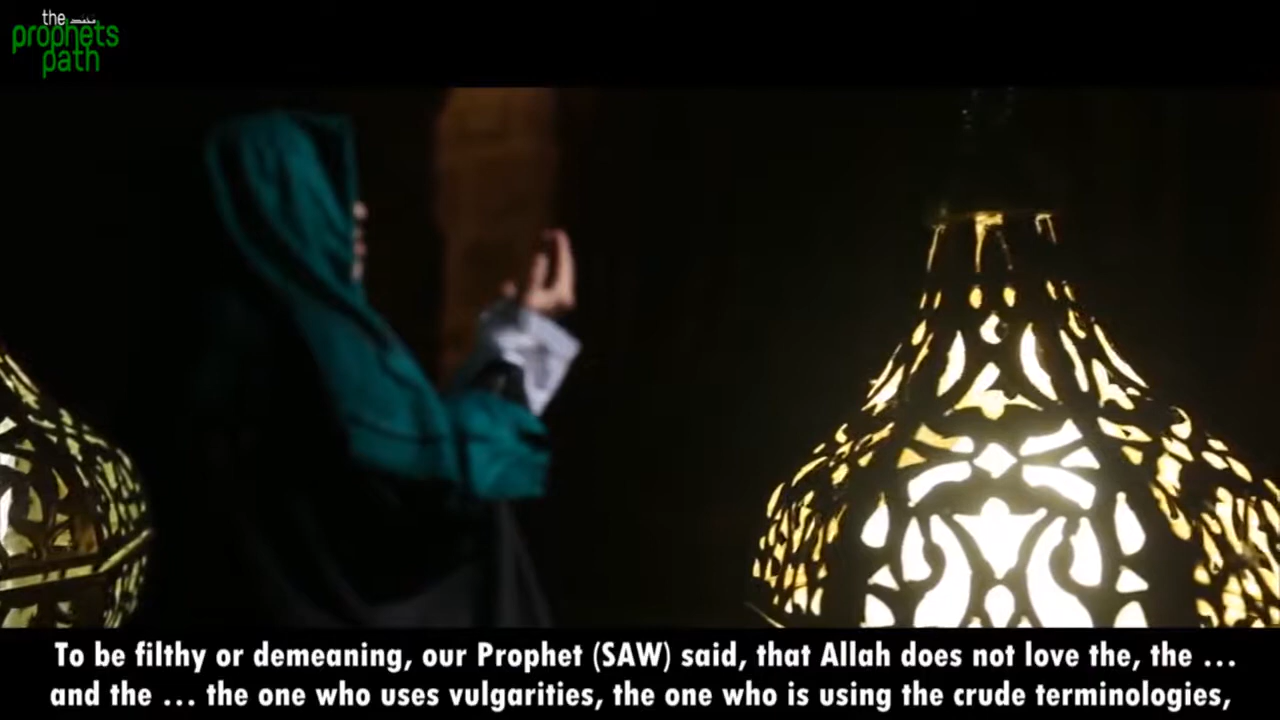 the
prophets
path
To be filthy or demeaning, our Prophet (SAW) said, that Allah does not love the, the ...
and the ... the one who uses vulgarities, the one who is using the crude terminologies,